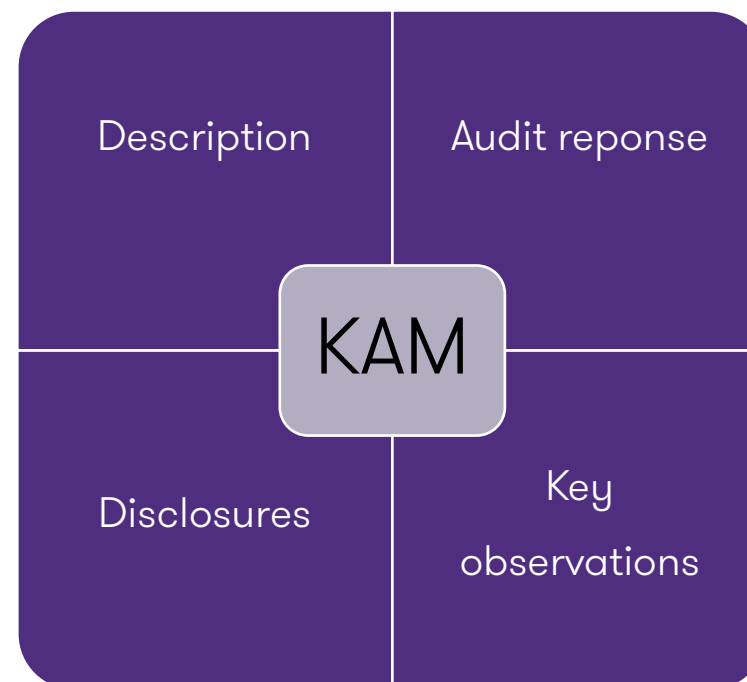 Description
Audit reponse
KAM
Disclosures
Key
observations